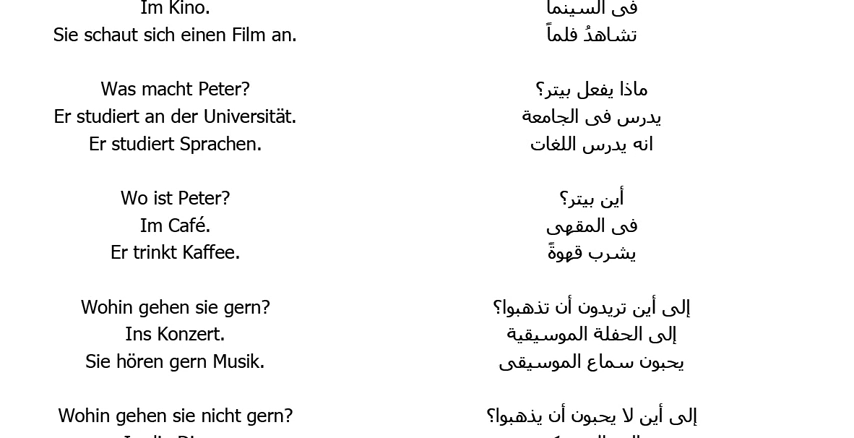 Im Kino.
Sie schaut sich einen Film an.
Was macht Peter?
Er studiert an der Universität.
Er studiert Sprachen.
Wo ist Peter?
Im Café.
Er trinkt Kaffee.
Wohin gehen sie gern?
Ins Konzert.
Sie hören gern Musik.
Wohin gehen sie nicht gern?
فى السينما
تشاهدُ فلماً
ماذا يفعل بيتر؟
يدرس فى الجامعة
انه يدرس اللغات
أين بيتر؟
فى المقهى
يشرب قهوةً
إلى أين تريدون أن تذهبوا؟
إلى الحفلة الموسيقية
يحبون سماع الموسيقى
إلى أين لا يحبون أن يذهبوا؟